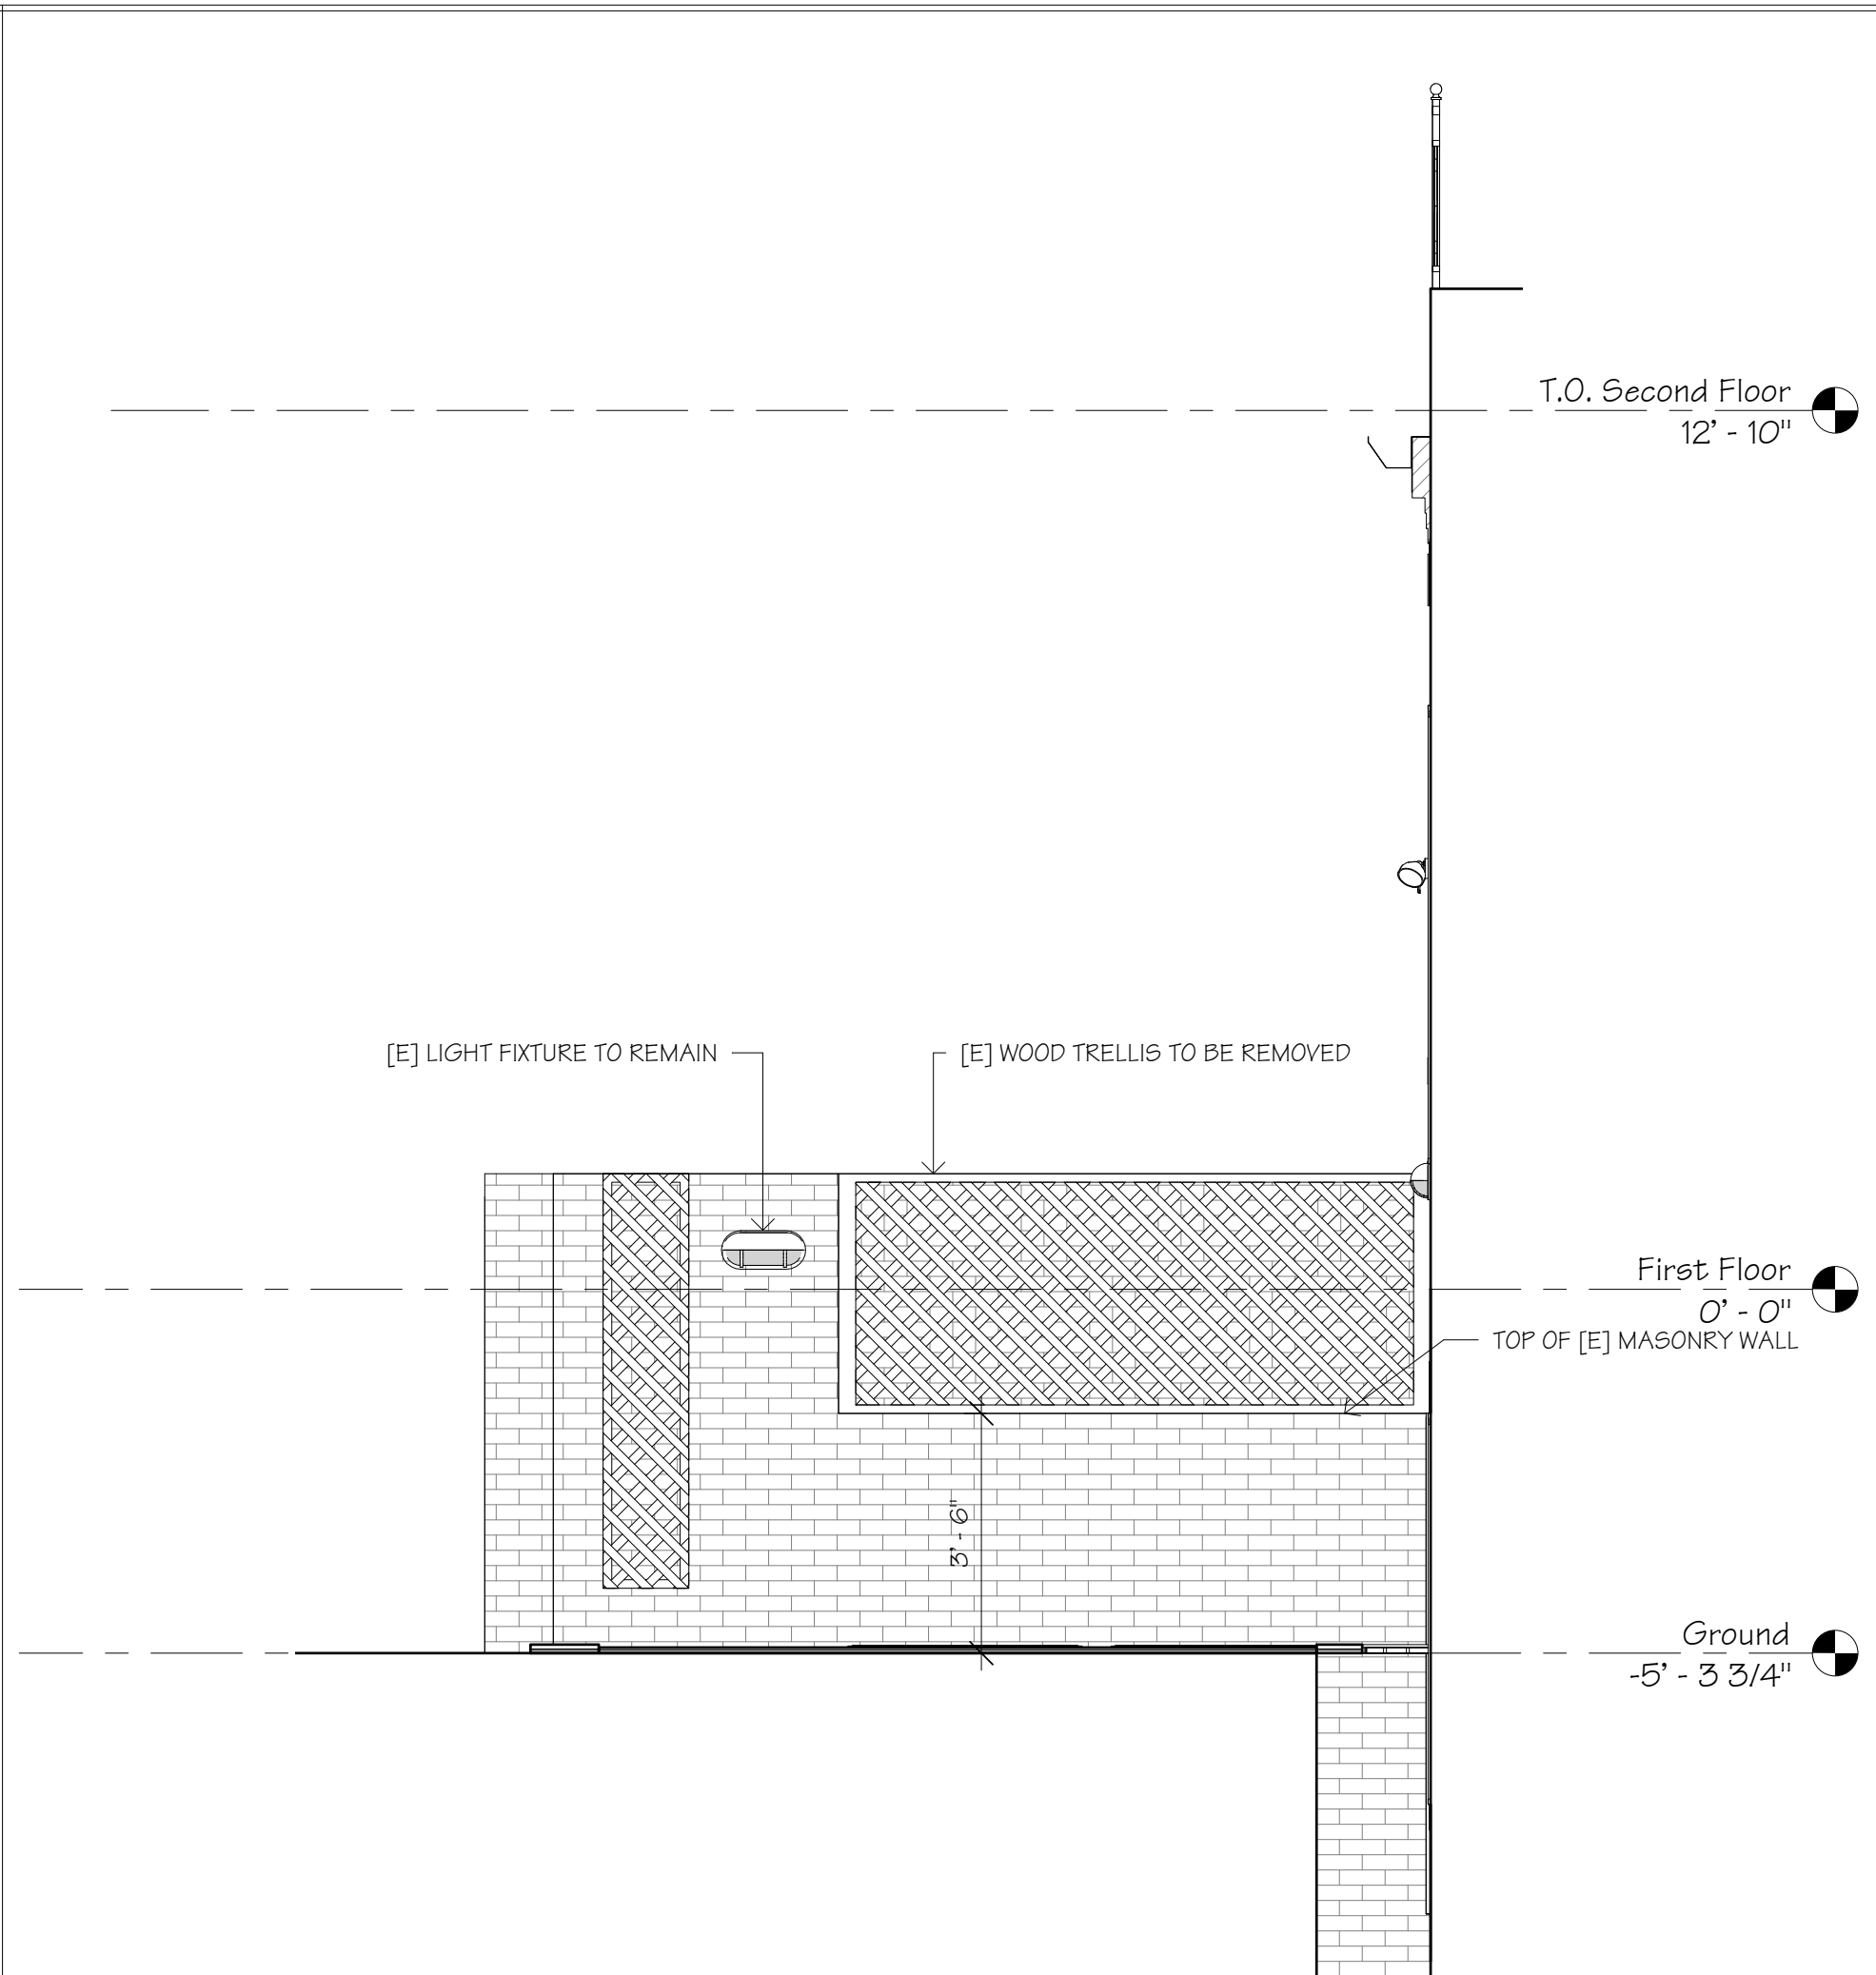 T.O. Second Floor
12' - 10"
[E] LIGHT FIXTURE TO REMAIN
[E] WOOD TRELLIS TO BE REMOVED
First Floor
0' - 0"
TOP OF [E] MASONRY WALL
3' - 6"
Ground
-5' - 3 3/4"